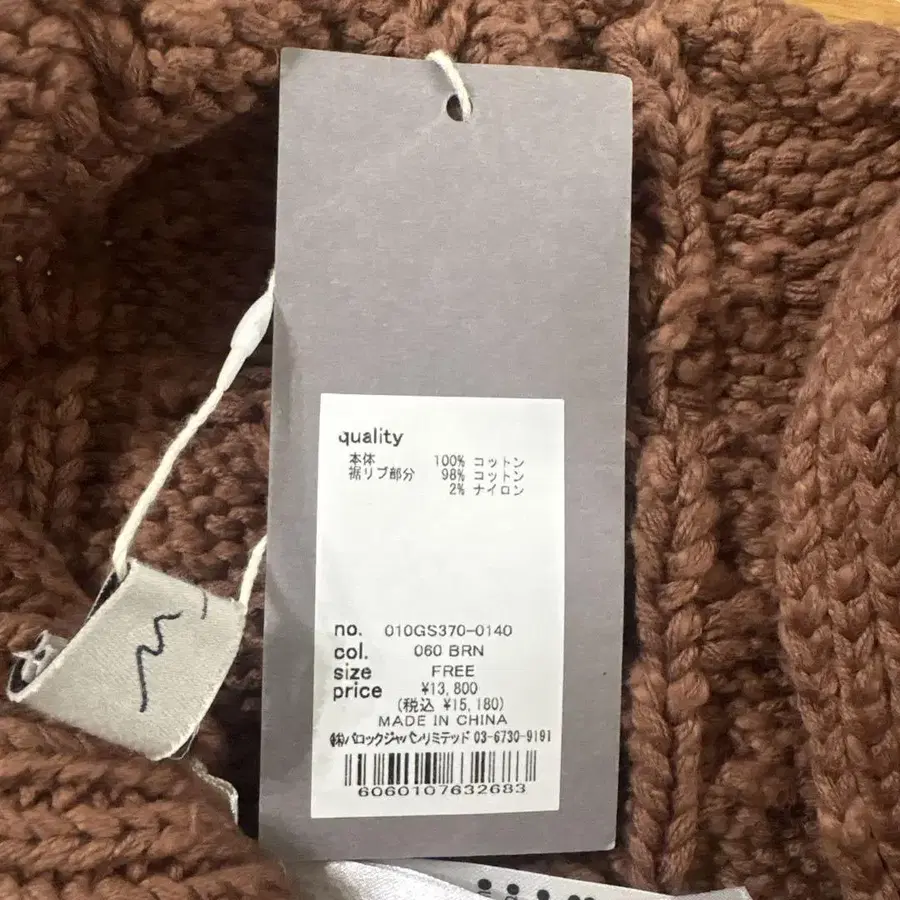 quality
本体 100% コットン
裾リブ部分 98% コットン
2% ナイロン
no. 010GS370-0140
col. 060 BRN
size FREE
price ¥13,800
(税込 ¥15,180)
MADE IN CHINA
㈱バロックジャパンリミテッド 03-6730-9191
6060107632683